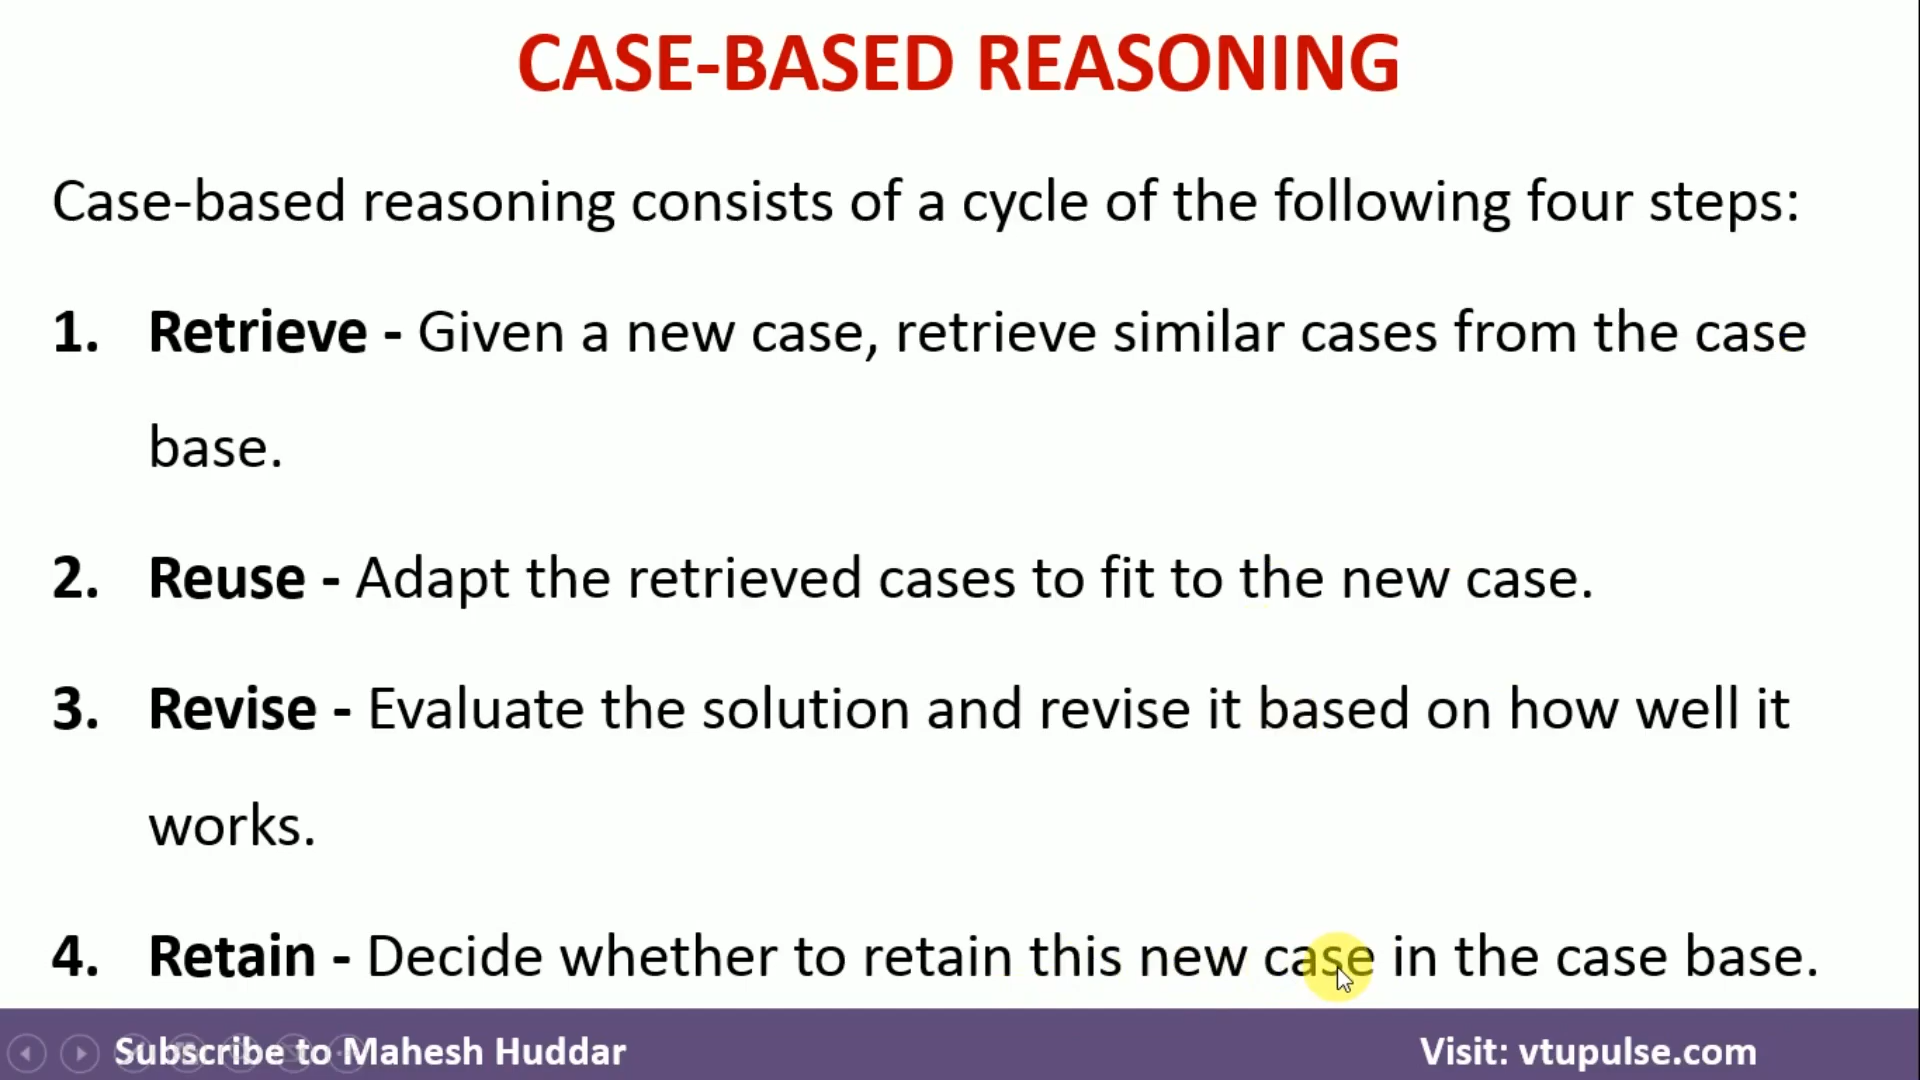 CASE-BASED REASONING
Case-based reasoning consists of a cycle of the following four steps:
1. Retrieve - Given a new case, retrieve similar cases from the case
base.
2. Reuse - Adapt the retrieved cases to fit to the new case.
3. Revise - Evaluate the solution and revise it based on how well it
works.
4. Retain - Decide whether to retain this new case in the case base.
Subscribe to Mahesh Huddar
Visit: vtupulse.com